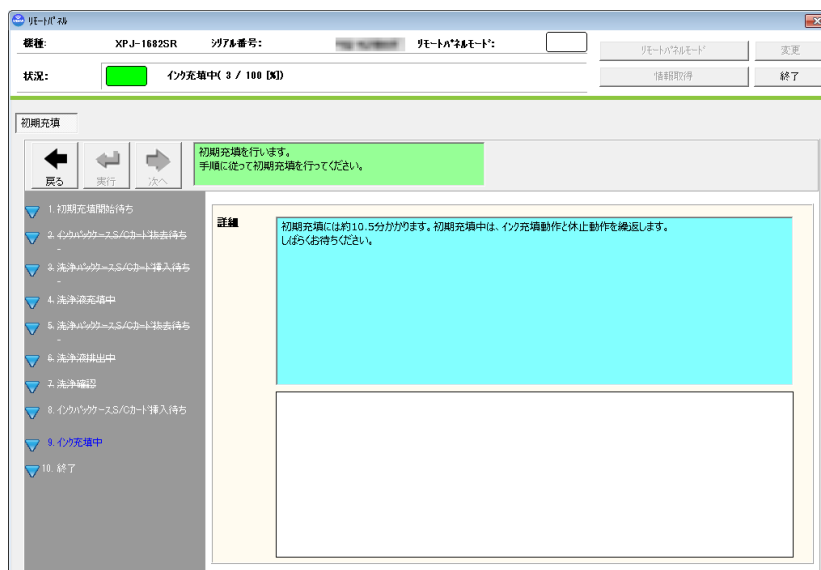 ﾘﾓｰﾄﾊﾟﾈﾙ
機種: XPJ-1682SR ｼﾘｱﾙ番号: ﾘﾓｰﾄﾊﾟﾈﾙﾓｰﾄﾞ:
ﾘﾓｰﾄﾊﾟﾈﾙﾓｰﾄﾞ 変更
状況: ｲﾝｸ充填中( 3 / 100 [%])
情報取得 終了
初期充填
戻る 実行 次へ
初期充填を行います。
手順に従って初期充填を行ってください。
1. 初期充填開始待ち
2. ｲﾝｸﾊﾟｯｸｹｰｽ,S/Cｶｰﾄﾞ抜去待ち
-
3. 洗浄ﾊﾟｯｸｹｰｽ,S/Cｶｰﾄﾞ挿入待ち
-
4. 洗浄液充填中
5. 洗浄ﾊﾟｯｸｹｰｽ,S/Cｶｰﾄﾞ抜去待ち
-
6. 洗浄液排出中
7. 洗浄確認
8. ｲﾝｸﾊﾟｯｸｹｰｽ,S/Cｶｰﾄﾞ挿入待ち
9. ｲﾝｸ充填中
10. 終了
詳細
初期充填には約10.5分かかります。初期充填中は、ｲﾝｸ充填動作と休止動作を繰返します。
しばらくお待ちください。